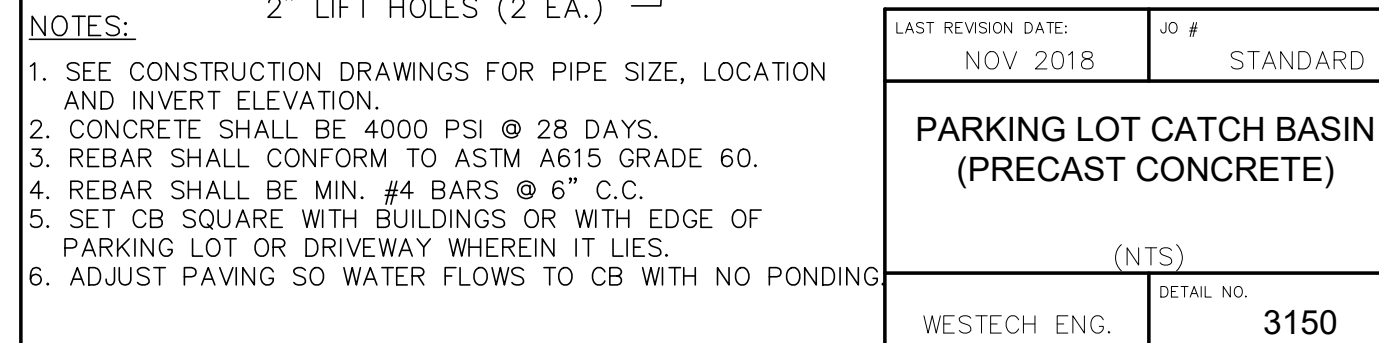 2" LIFT HOLES (2 EA.)
NOTES:
1. SEE CONSTRUCTION DRAWINGS FOR PIPE SIZE, LOCATION
AND INVERT ELEVATION.
2. CONCRETE SHALL BE 4000 PSI @ 28 DAYS.
3. REBAR SHALL CONFORM TO ASTM A615 GRADE 60.
4. REBAR SHALL BE MIN. #4 BARS @ 6" C.C.
5. SET CB SQUARE WITH BUILDINGS OR WITH EDGE OF
PARKING LOT OR DRIVEWAY WHEREIN IT LIES.
6. ADJUST PAVING SO WATER FLOWS TO CB WITH NO PONDING.
LAST REVISION DATE:
NOV 2018
JO #
STANDARD
PARKING LOT CATCH BASIN
(PRECAST CONCRETE)
(NTS)
WESTECH ENG.
DETAIL NO.
3150